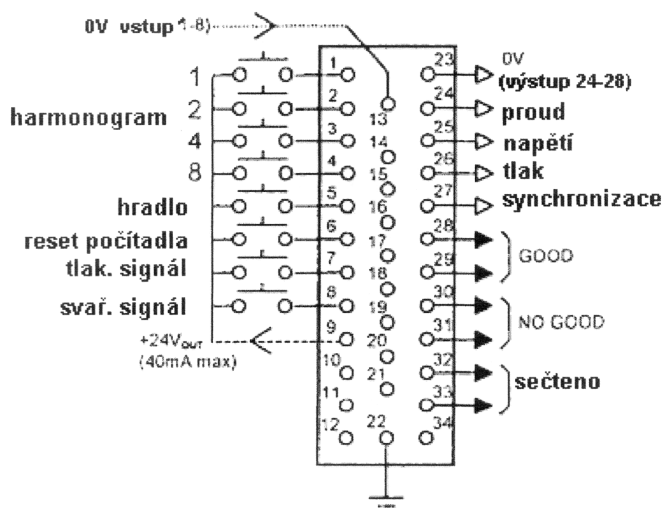 0V vstup (1-8)
1
harmonogram 2
4
8
hradlo
reset počítadla
tlak. signál
svař. signál
+24VOUT
(40mA max)
1
2
3
4
5
6
7
8
9
10
11
12
13
14
15
16
17
18
19
20
21
22
23
24
25
26
27
28
29
30
31
32
33
34
0V
(výstup 24-28)
proud
napětí
tlak
synchronizace
GOOD
NO GOOD
sečteno